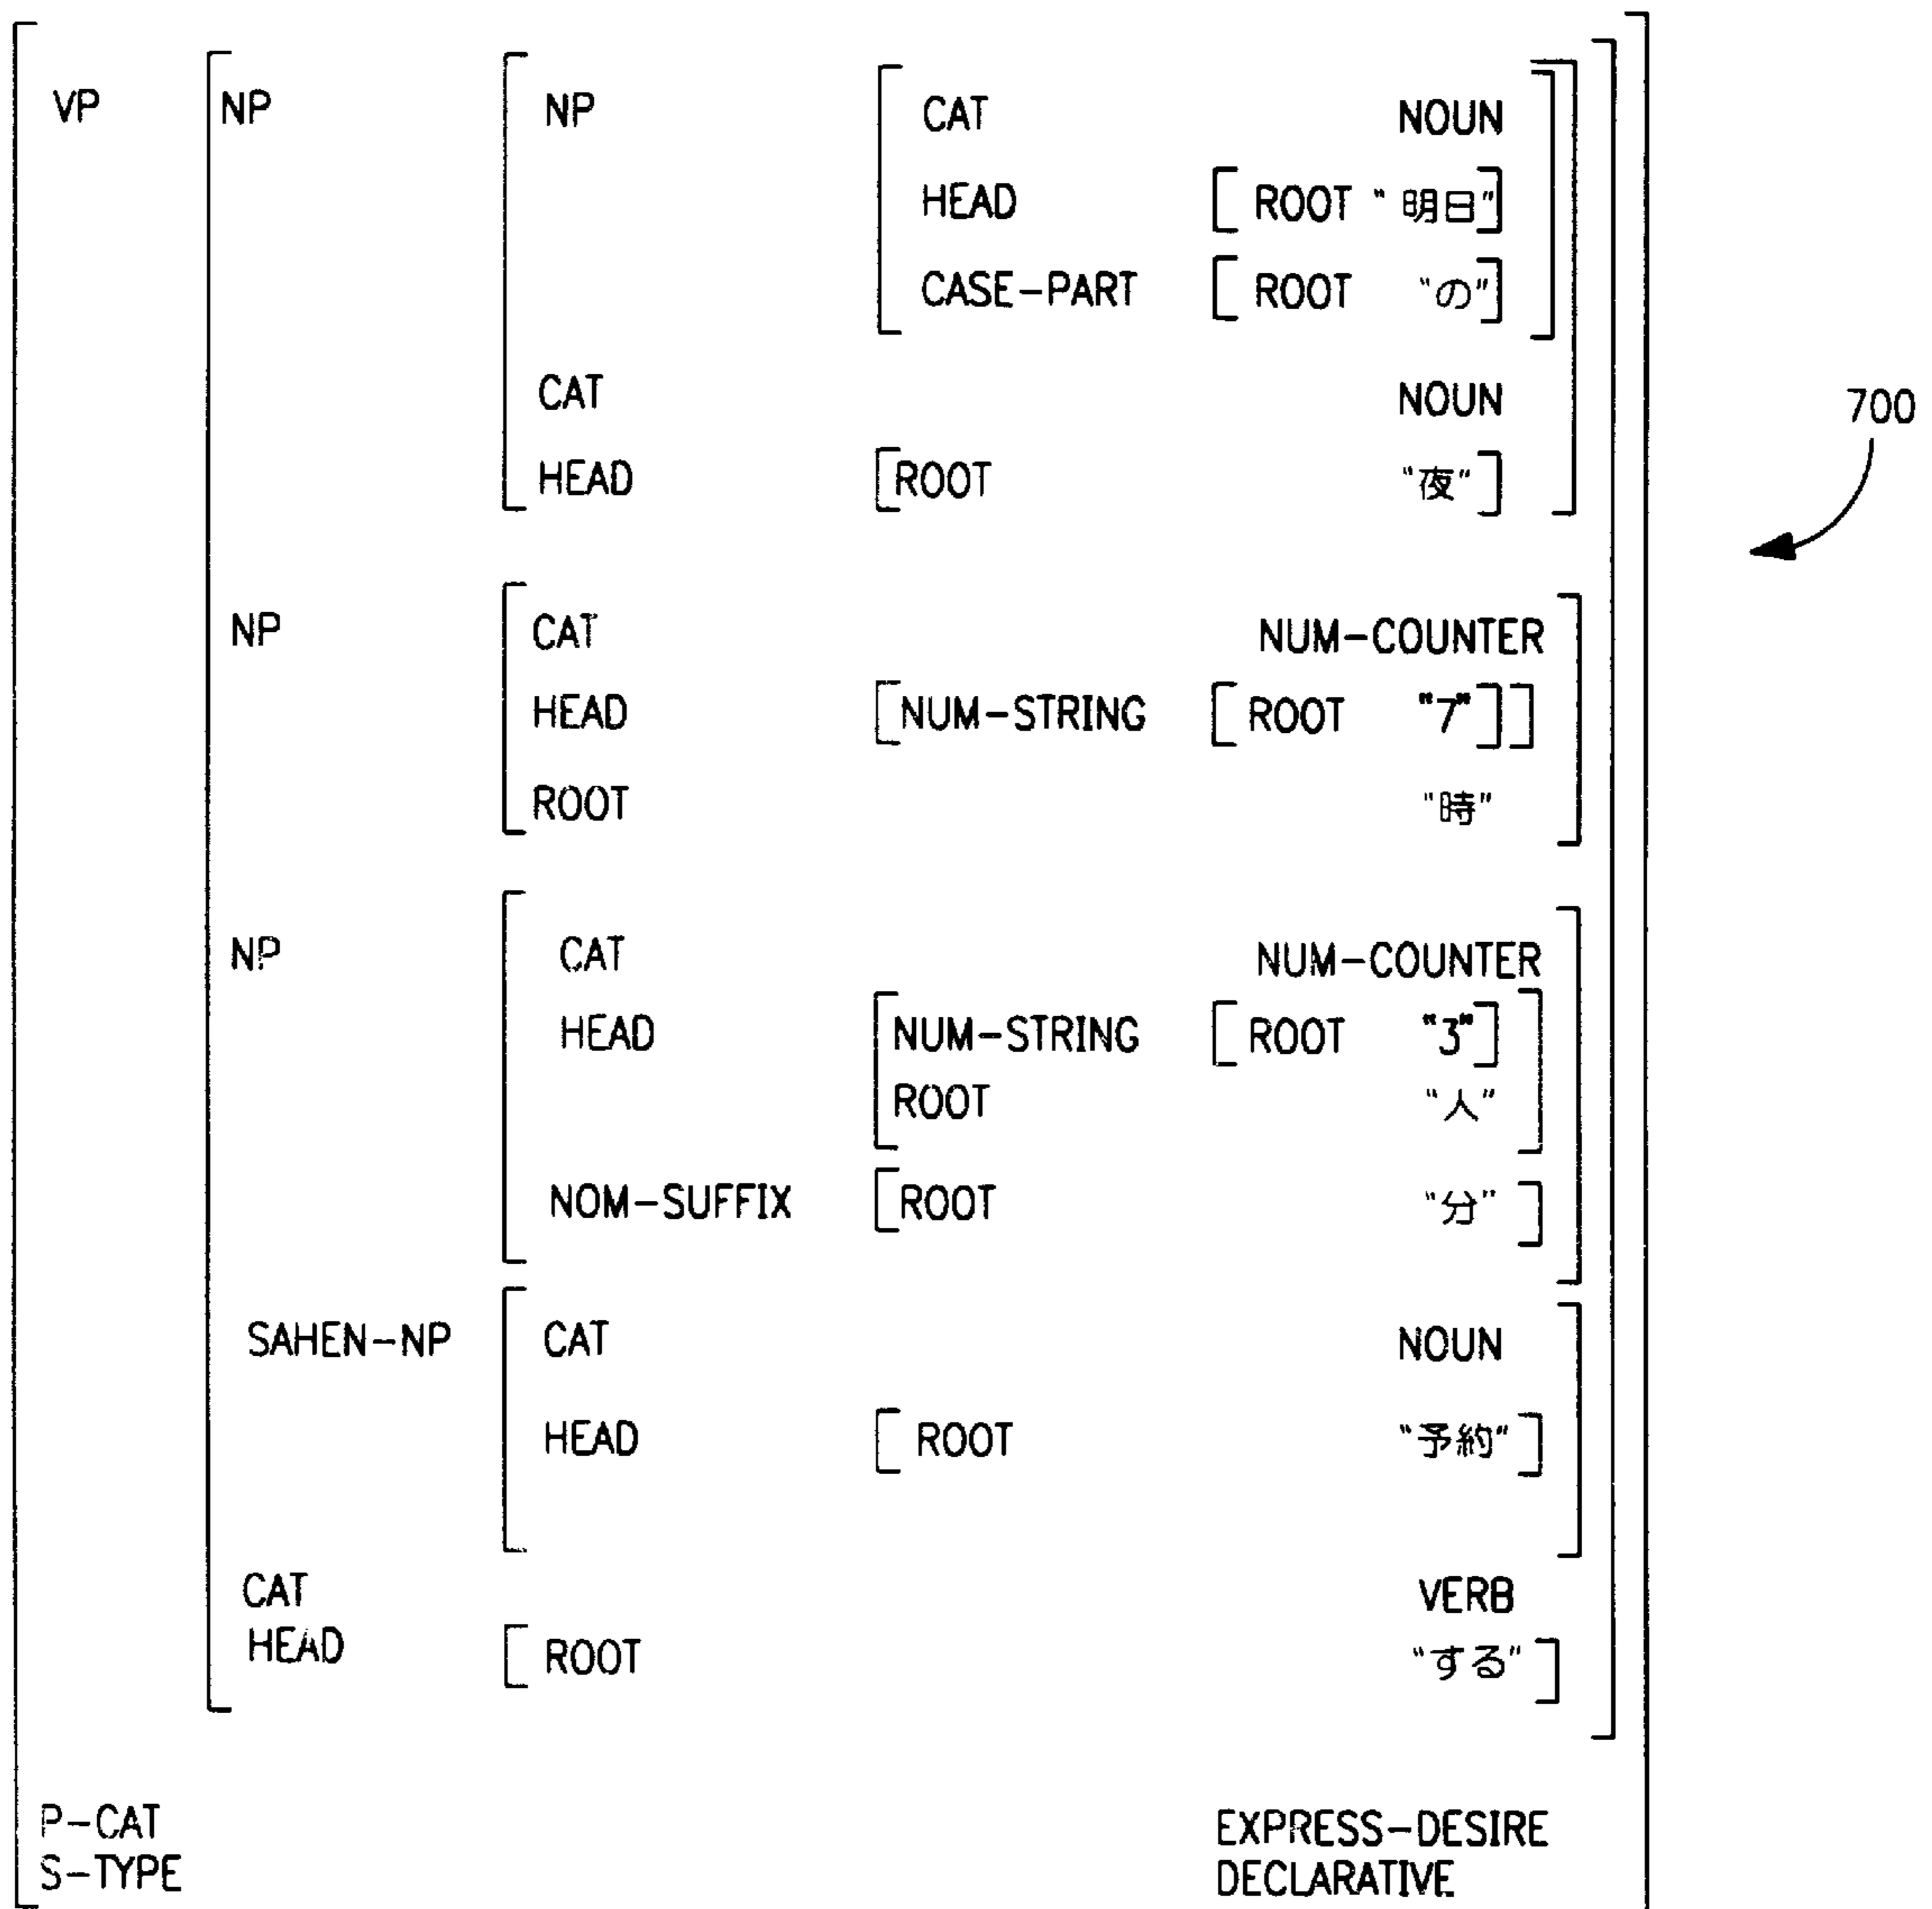 VP NP NP CAT NOUN
HEAD [ROOT "明日"]
CASE-PART [ROOT "の"]
CAT NOUN
700
HEAD [ROOT "夜"]
NP CAT NUM-COUNTER
HEAD [NUM-STRING [ROOT "7"]]
ROOT "時"
NP CAT NUM-COUNTER
HEAD [NUM-STRING [ROOT "3"]
ROOT "人"]
NOM-SUFFIX [ROOT "分"]
SAHEN-NP CAT NOUN
HEAD [ROOT "予約"]
CAT VERB
HEAD [ROOT "する"]
P-CAT EXPRESS-DESIRE
S-TYPE DECLARATIVE